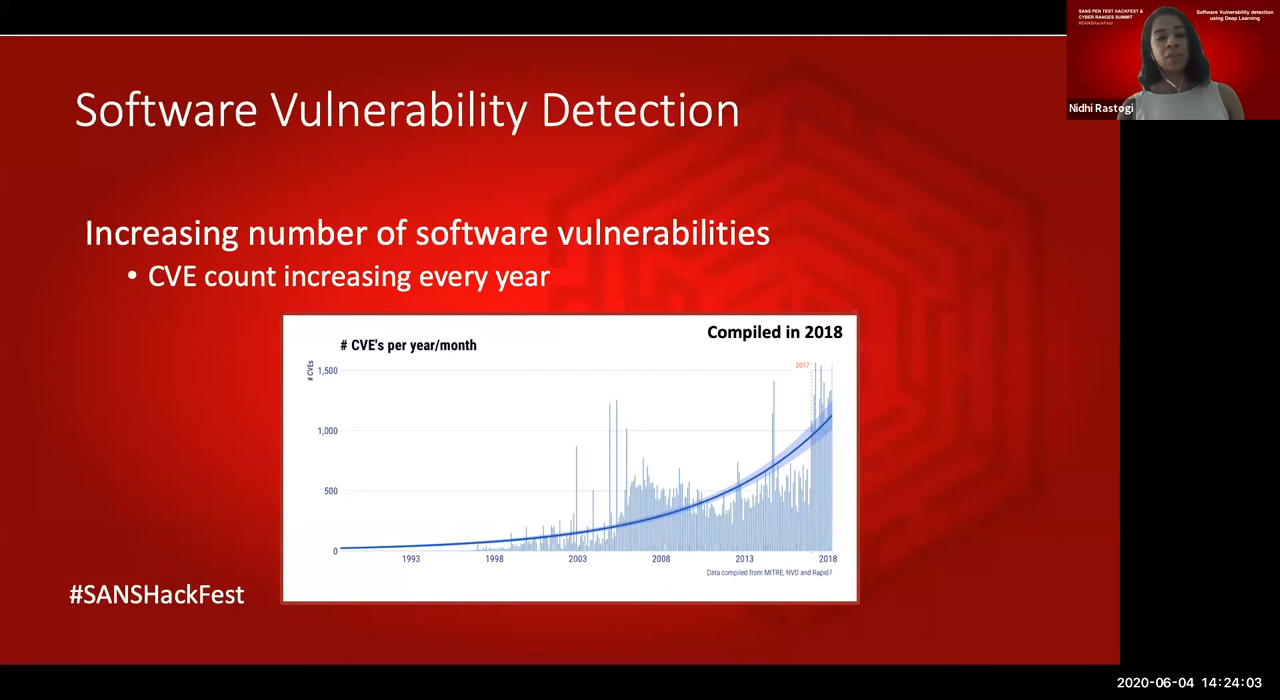 SANS PEN TEST HACKFEST &
CYBER RANGES SUMMIT
#SANSHackFest
Software Vulnerability detection
using Deep Learning
Nidhi Rastogi
Software Vulnerability Detection
Increasing number of software vulnerabilities
• CVE count increasing every year
Compiled in 2018
# CVE's per year/month
# CVEs
2017
1,500
1,000
500
0
1993 1998 2003 2008 2013 2018
Data compiled from MITRE, NVD and Rapid7
#SANSHackFest
2020-06-04 14:24:03